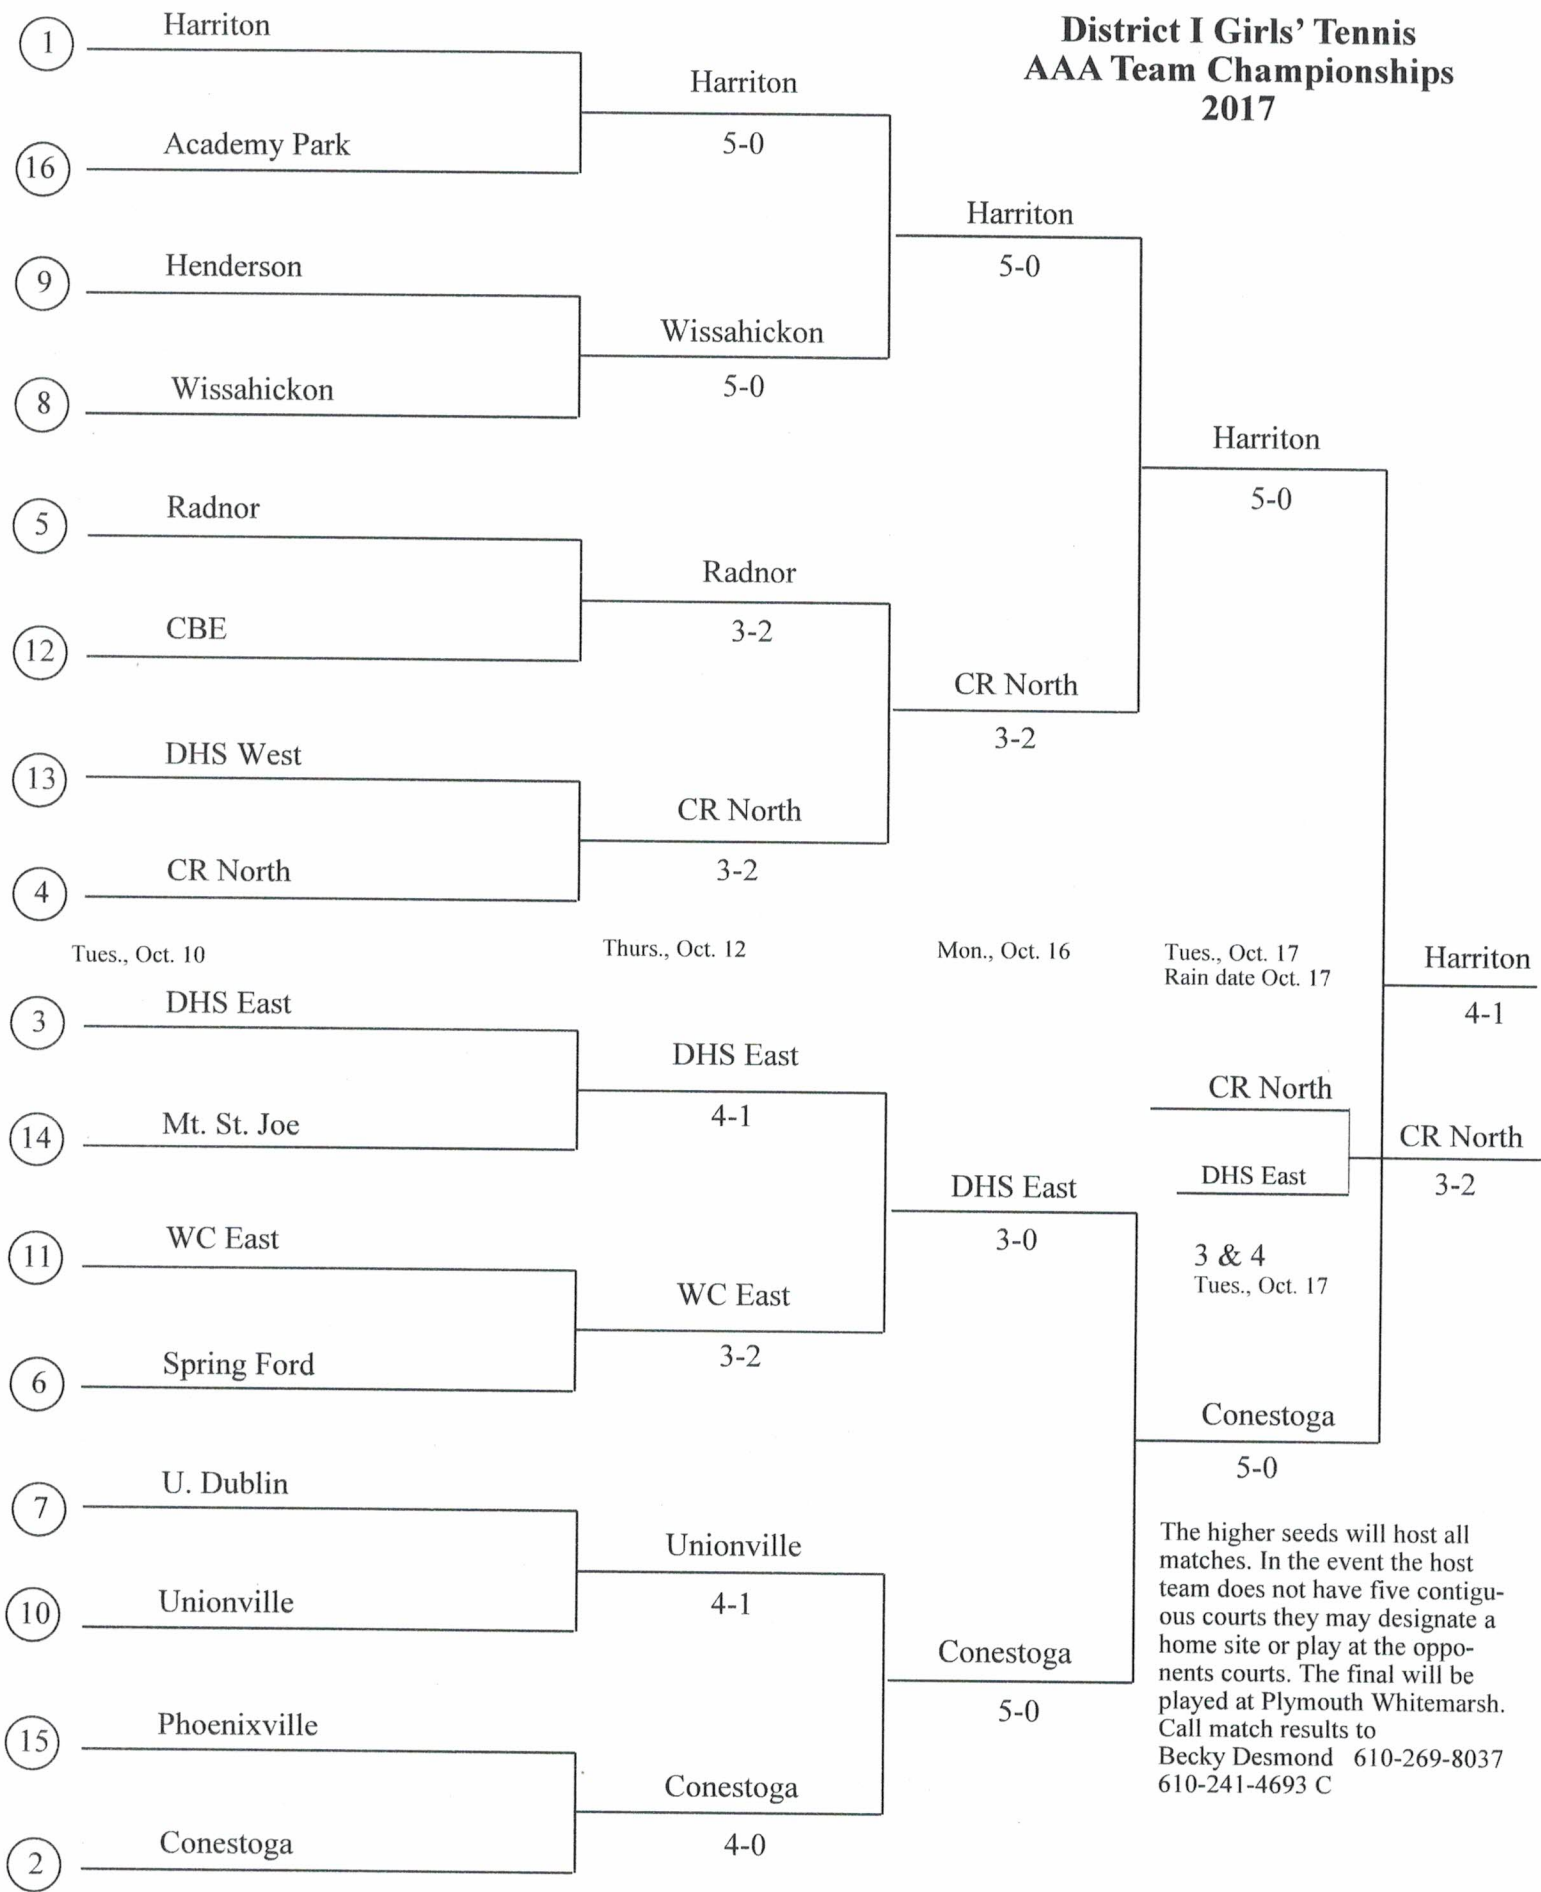 District I Girls' Tennis
AAA Team Championships
2017
1
Harriton
16
Academy Park
9
Henderson
8
Wissahickon
5
Radnor
12
CBE
13
DHS West
4
CR North
Harriton
5-0
Wissahickon
5-0
Radnor
3-2
CR North
3-2
Harriton
5-0
CR North
3-2
Harriton
5-0
Tues., Oct. 10
Thurs., Oct. 12
Mon., Oct. 16
Tues., Oct. 17
Rain date Oct. 17
Harriton
4-1
3
DHS East
14
Mt. St. Joe
11
WC East
6
Spring Ford
7
U. Dublin
10
Unionville
15
Phoenixville
2
Conestoga
DHS East
4-1
WC East
3-2
Unionville
4-1
Conestoga
4-0
DHS East
3-0
Conestoga
5-0
CR North
DHS East
CR North
3-2
3 & 4
Tues., Oct. 17
Conestoga
5-0
The higher seeds will host all
matches. In the event the host
team does not have five contigu-
ous courts they may designate a
home site or play at the oppo-
nents courts. The final will be
played at Plymouth Whitemarsh.
Call match results to
Becky Desmond 610-269-8037
610-241-4693 C